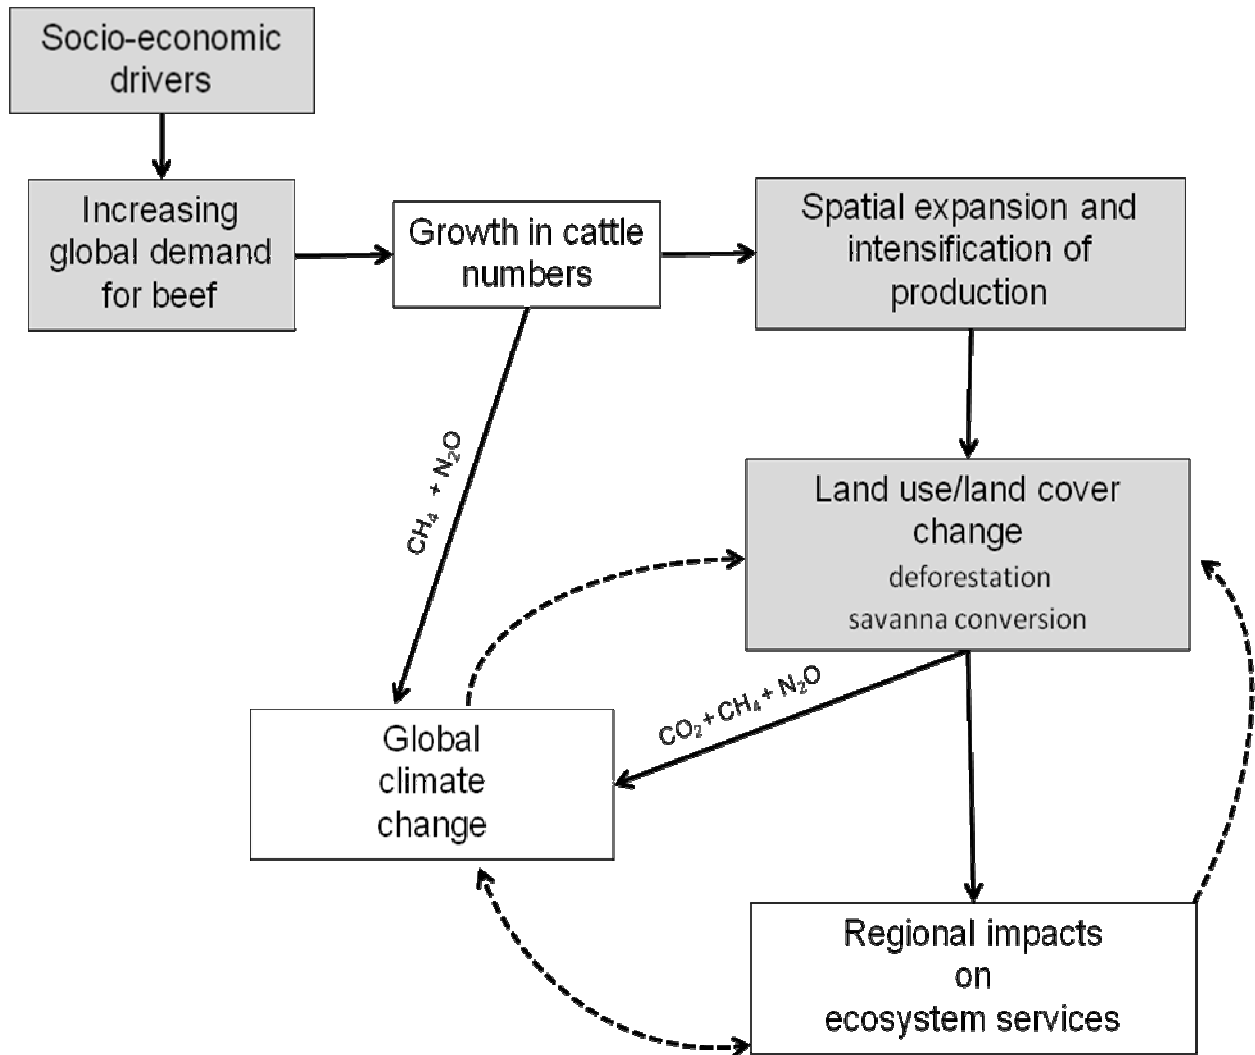 Socio-economic
drivers
Increasing
global demand
for beef
Growth in cattle
numbers
Spatial expansion and
intensification of
production
CH₄ + N₂O
Land use/land cover
change
deforestation
savanna conversion
CO₂+CH₄+N₂O
Global
climate
change
Regional impacts
on
ecosystem services